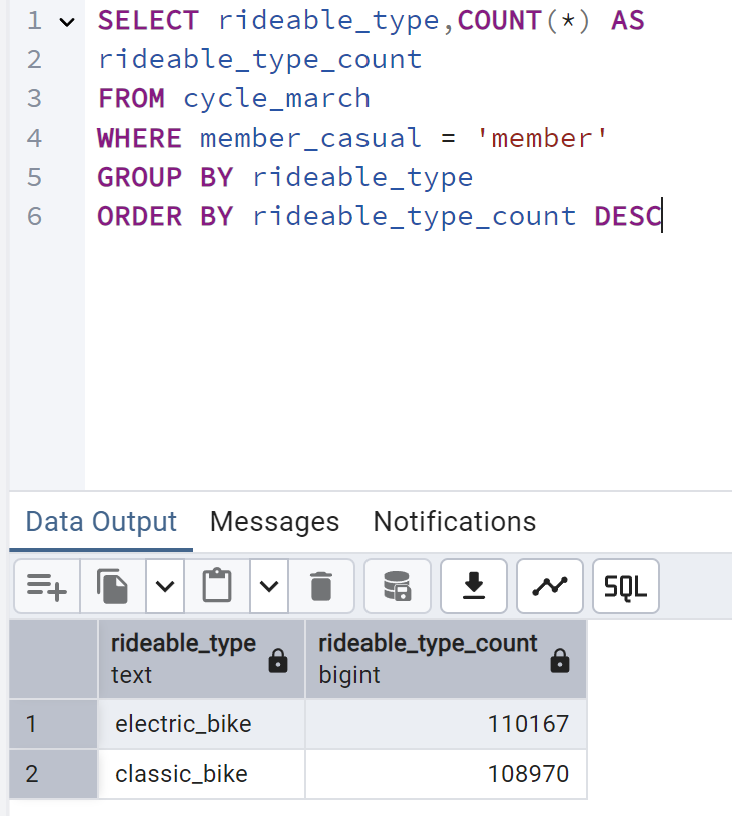 1 SELECT rideable_type,COUNT(*) AS
2 rideable_type_count
3 FROM cycle_march
4 WHERE member_casual = 'member'
5 GROUP BY rideable_type
6 ORDER BY rideable_type_count DESC
Data Output Messages Notifications
SQL
rideable_type rideable_type_count
text bigint
1 electric_bike 110167
2 classic_bike 108970